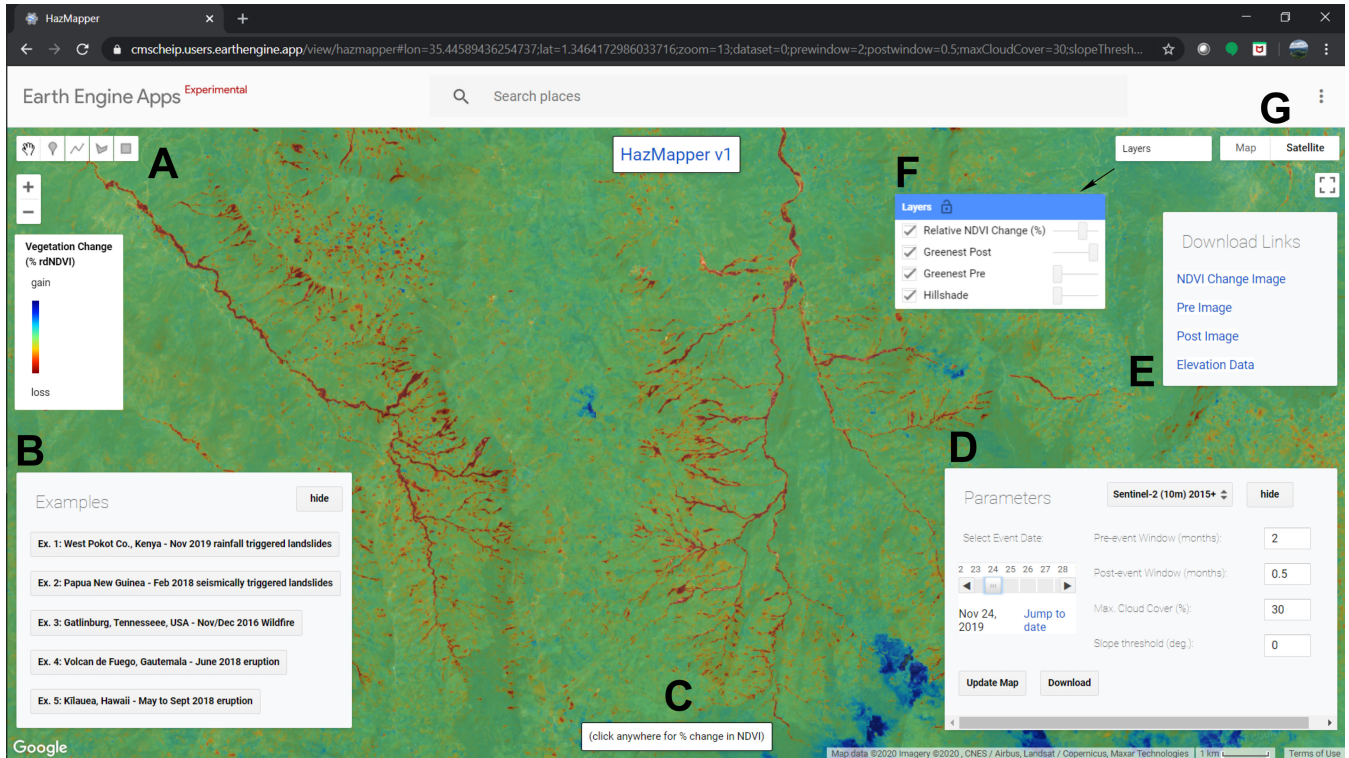 HazMapper
cmscheip.users.earthengine.app/view/hazmapper#lon=35.44589436254737;lat=1.3464172986033716;zoom=13;dataset=0;prewindow=2;postwindow=0.5;maxCloudCover=30;slopeThresh...
Earth Engine Apps Experimental
Search places
G
A
HazMapper v1
Layers
Map
Satellite
F
Layers
Relative NDVI Change (%)
Greenest Post
Greenest Pre
Hillshade
Vegetation Change
(% rdNDVI)
gain
loss
Download Links
NDVI Change Image
Pre Image
Post Image
Elevation Data
E
B
Examples
hide
Ex. 1: West Pokot Co., Kenya - Nov 2019 rainfall triggered landslides
Ex. 2: Papua New Guinea - Feb 2018 seismically triggered landslides
Ex. 3: Gatlinburg, Tennesseee, USA - Nov/Dec 2016 Wildfire
Ex. 4: Volcan de Fuego, Gautemala - June 2018 eruption
Ex. 5: Kīlauea, Hawaii - May to Sept 2018 eruption
D
Parameters
Sentinel-2 (10m) 2015+
hide
Select Event Date:
2 23 24 25 26 27 28
Nov 24,
2019
Jump to
date
Pre-event Window (months):
2
Post-event Window (months):
0.5
Max. Cloud Cover (%):
30
Slope threshold (deg.):
0
Update Map
Download
C
(click anywhere for % change in NDVI)
Google
Map data ©2020 Imagery ©2020 , CNES / Airbus, Landsat / Copernicus, Maxar Technologies
1 km
Terms of Use